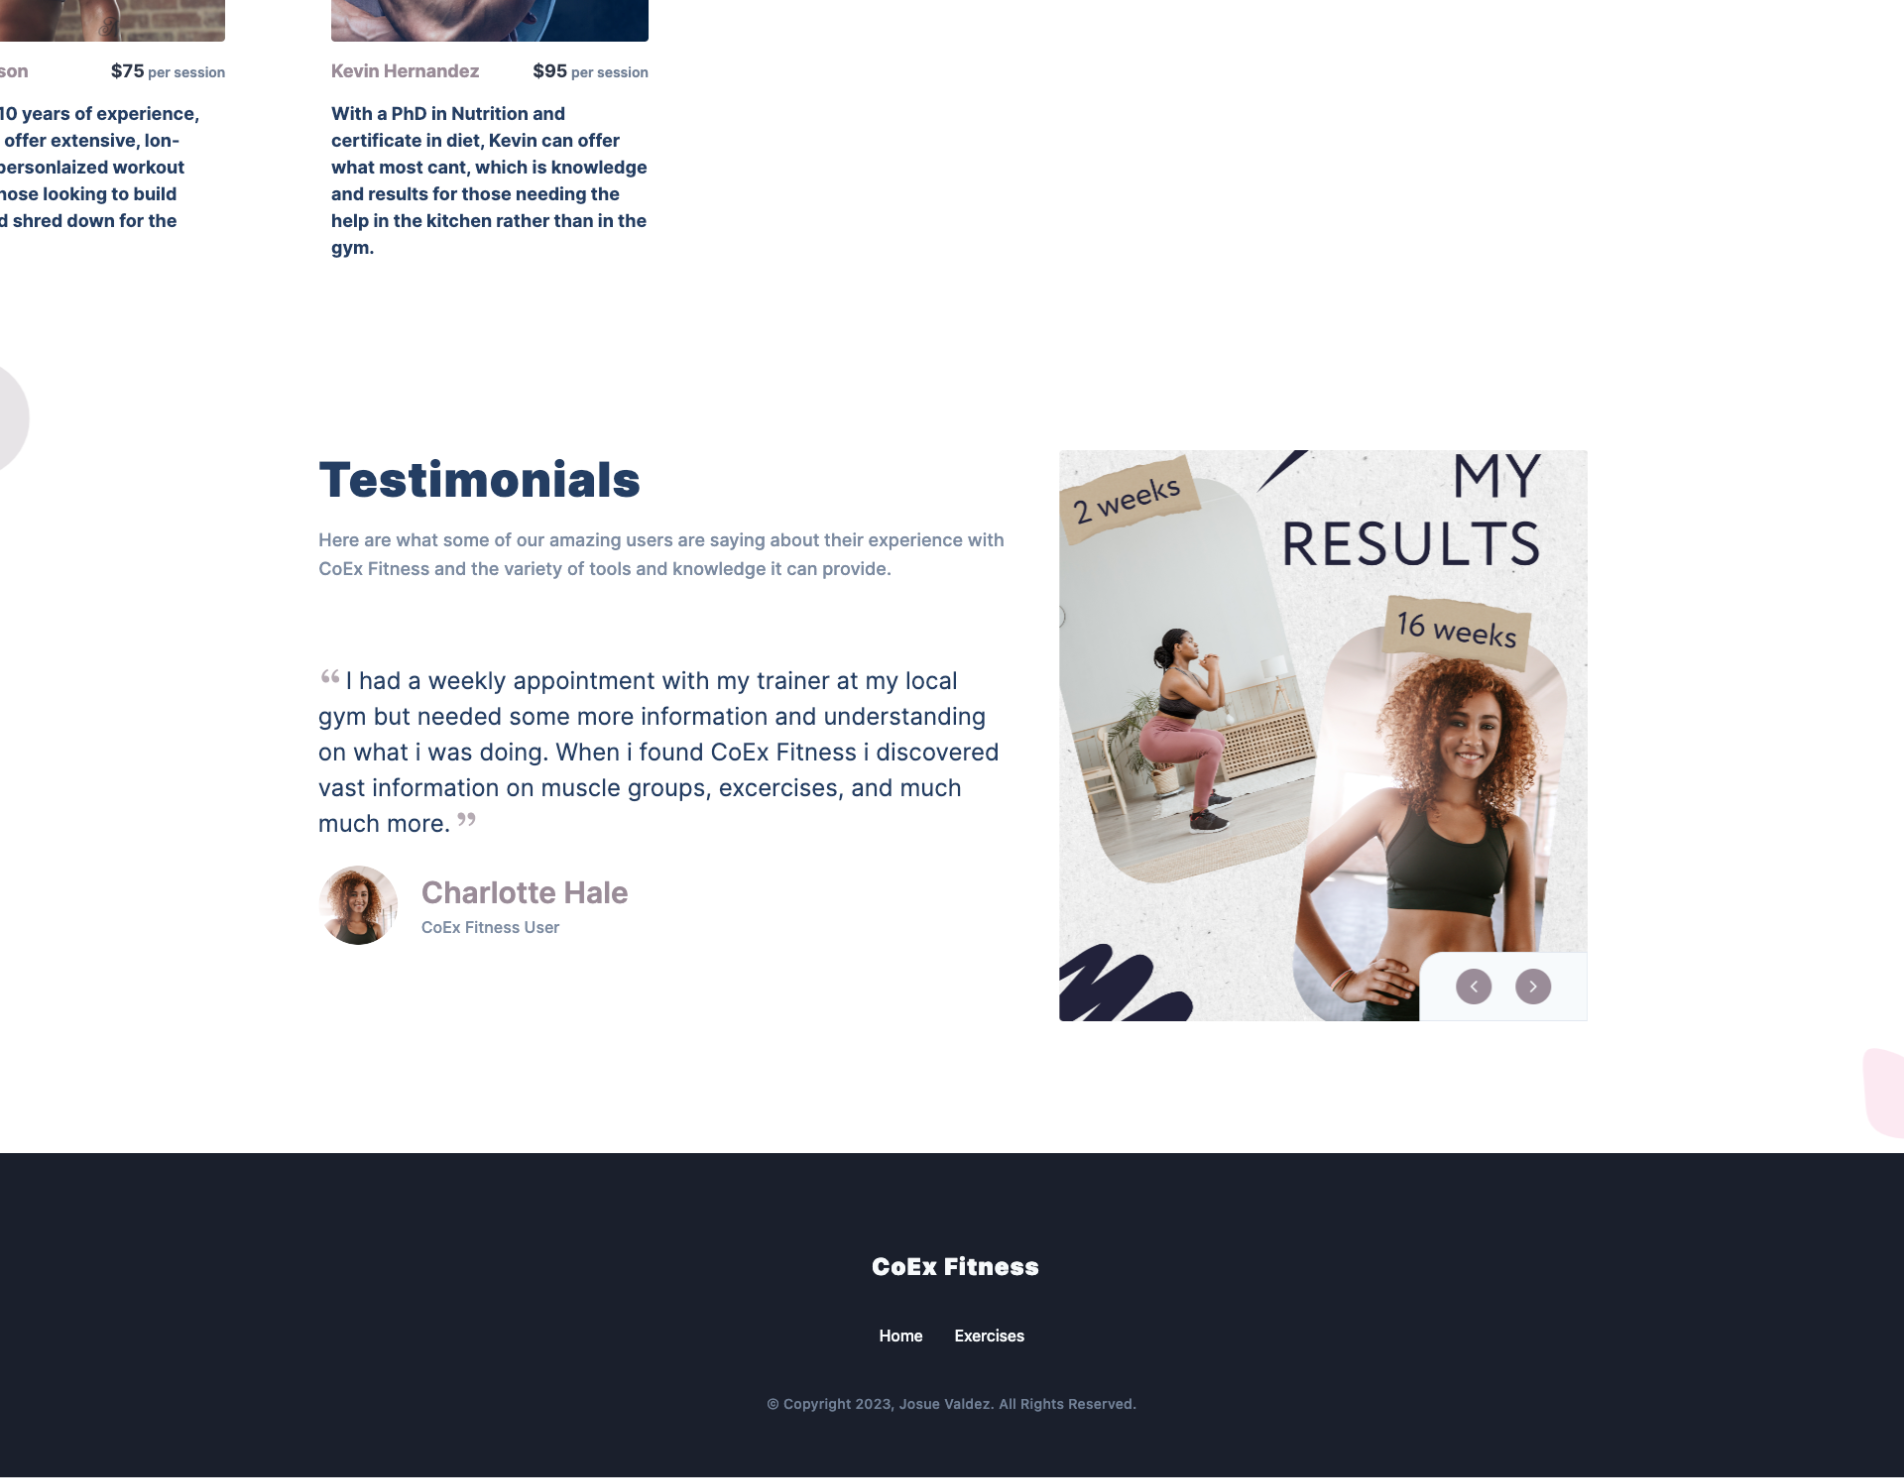 son
$75 per session
10 years of experience,
offer extensive, lon-
personlaized workout
hose looking to build
d shred down for the
Kevin Hernandez
$95 per session
With a PhD in Nutrition and
certificate in diet, Kevin can offer
what most cant, which is knowledge
and results for those needing the
help in the kitchen rather than in the
gym.
Testimonials
Here are what some of our amazing users are saying about their experience with
CoEx Fitness and the variety of tools and knowledge it can provide.
“ I had a weekly appointment with my trainer at my local
gym but needed some more information and understanding
on what i was doing. When i found CoEx Fitness i discovered
vast information on muscle groups, excercises, and much
much more. ”
Charlotte Hale
CoEx Fitness User
2 weeks
MY
RESULTS
16 weeks
CoEx Fitness
Home
Exercises
© Copyright 2023, Josue Valdez. All Rights Reserved.